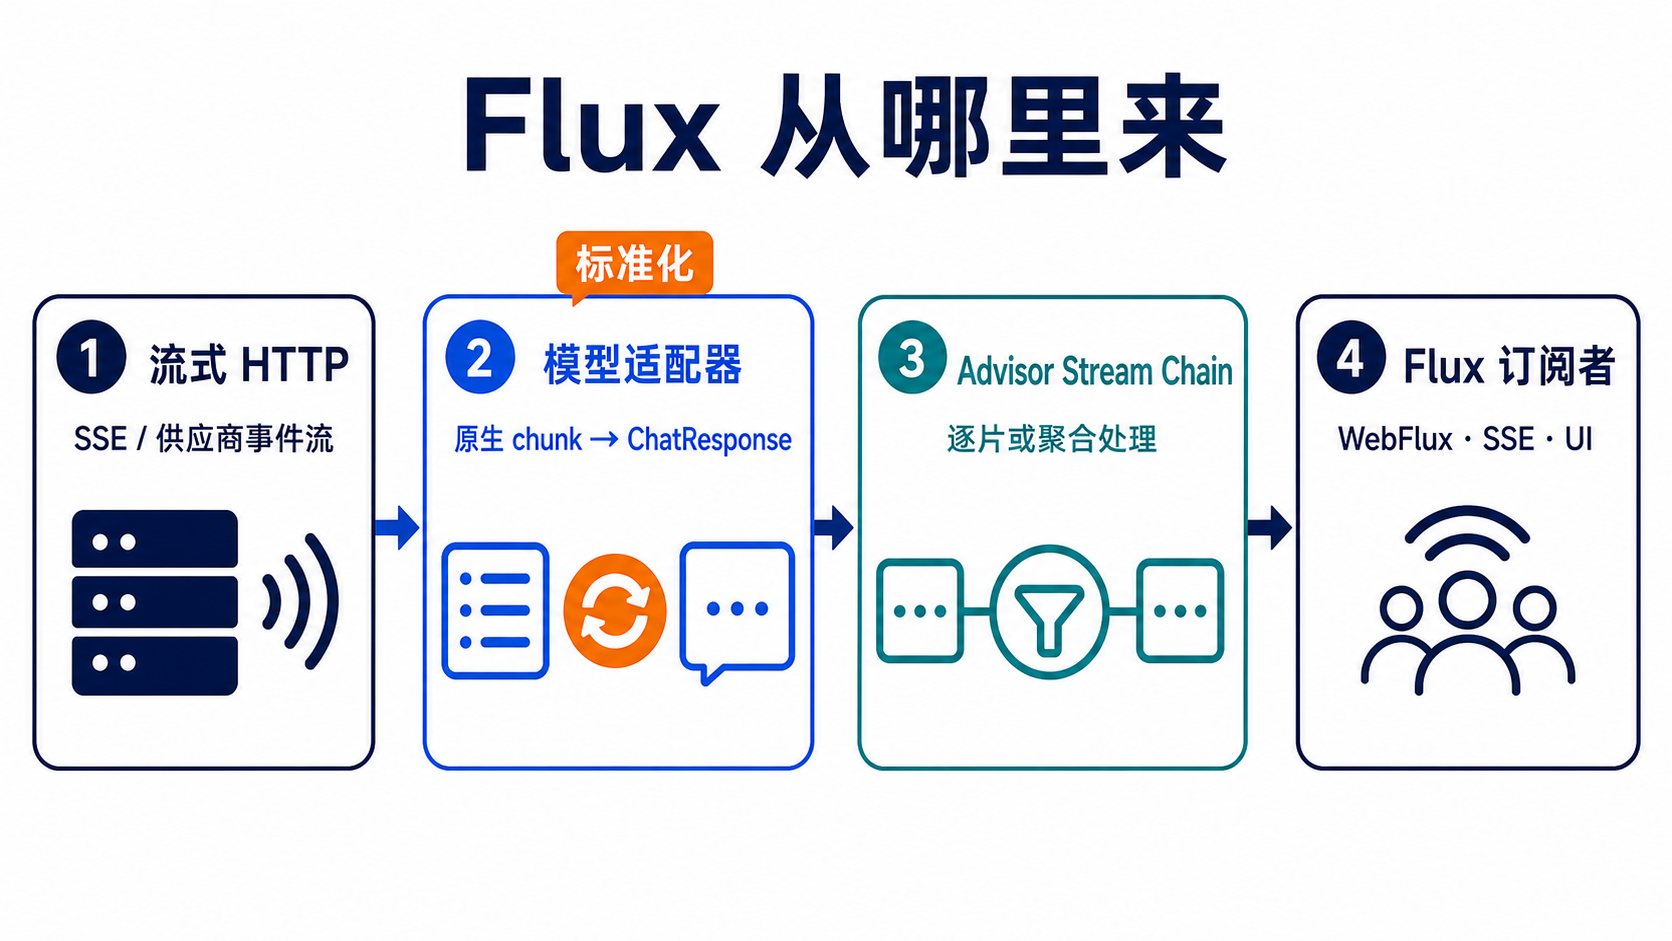 Flux 从哪里来
标准化
1 流式 HTTP
SSE / 供应商事件流
2 模型适配器
原生 chunk → ChatResponse
3 Advisor Stream Chain
逐片或聚合处理
4 Flux 订阅者
WebFlux · SSE · UI